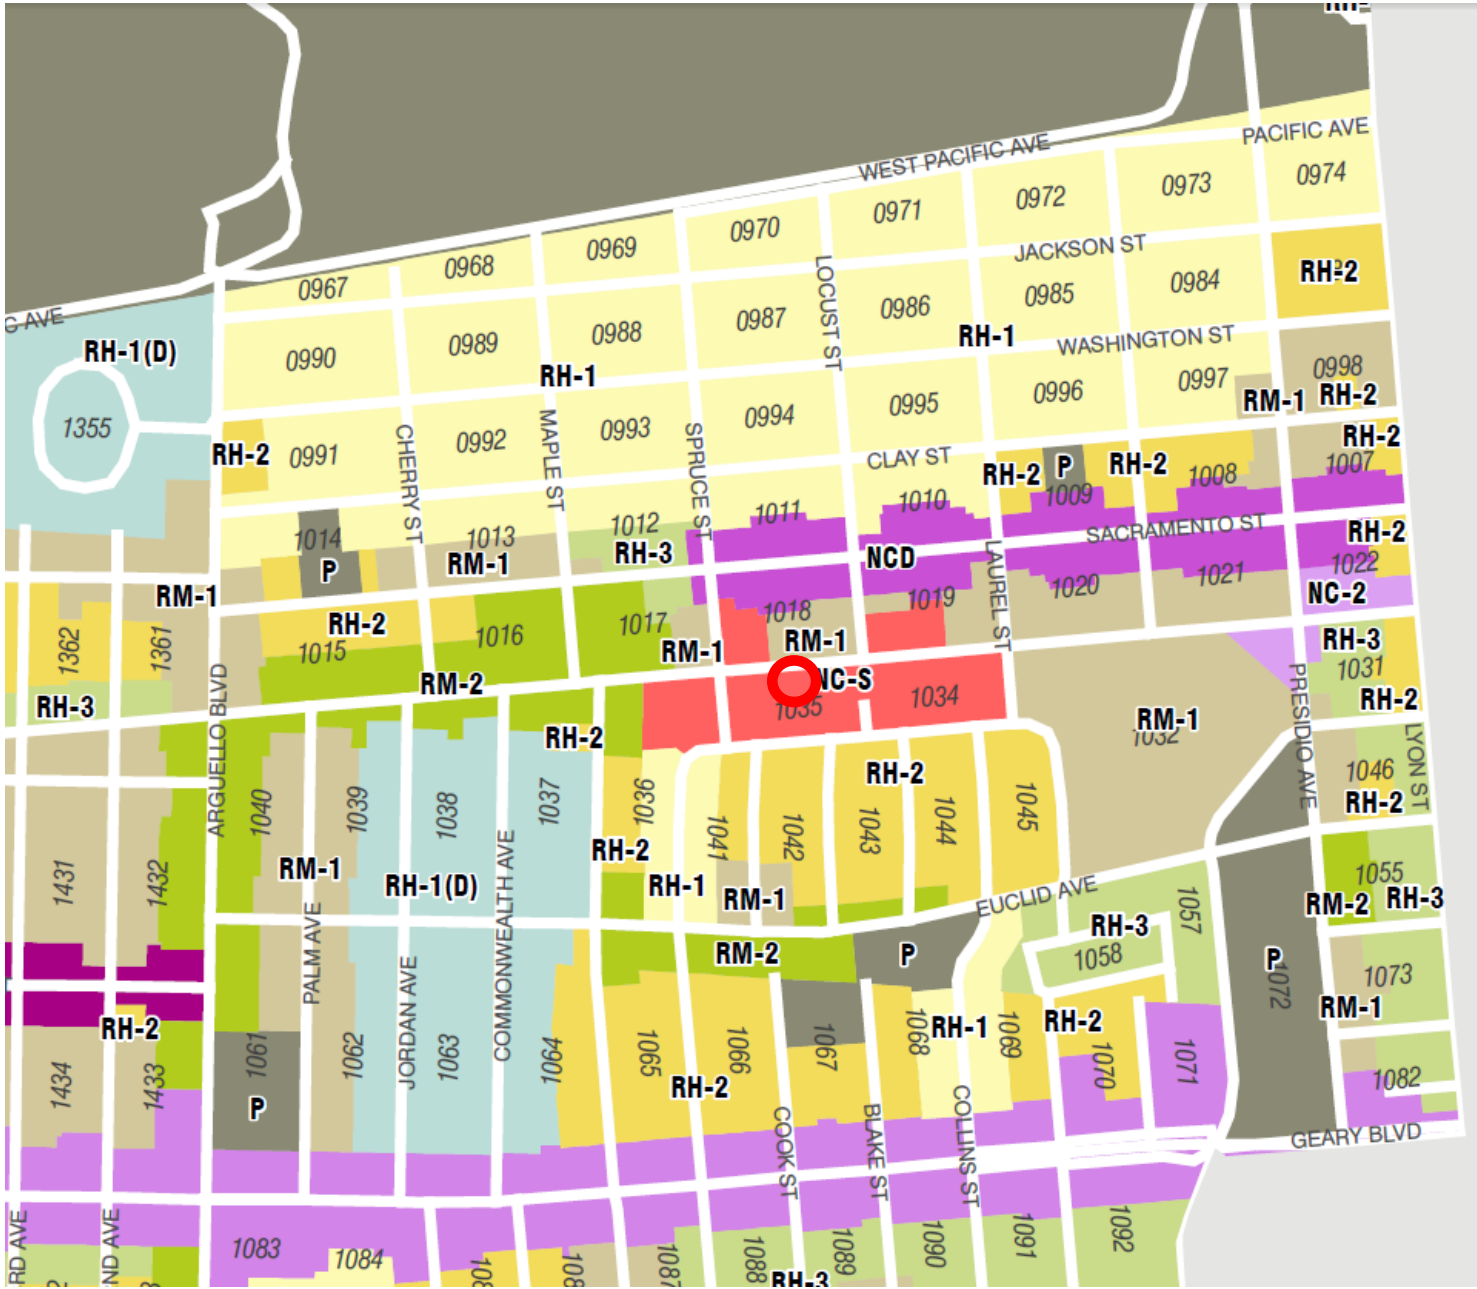 WEST PACIFIC AVE
PACIFIC AVE
0974
0973
0972
0971
0970
0969
0968
0967
JACKSON ST
LOCUST ST
RH-2
0984
0985
0986
0987
0988
0989
0990
C AVE
RH-1(D)
1355
RH-1
RH-1
WASHINGTON ST
0998
0997
0996
0995
0994
0993
0992
0991
RM-1
RH-2
RH-2
CHERRY ST
MAPLE ST
SPRUCE ST
CLAY ST
RH-2
P
RH-2
RH-2
1007
1008
1009
1010
1011
1012
1013
1014
P
RM-1
RH-3
NCD
SACRAMENTO ST
RH-2
1022
NC-2
LAUREL ST
1021
1020
1019
1018
1017
1016
1015
RH-2
RM-1
1362
1361
RM-1
RM-1
RM-2
RH-3
NC-S
1035
1034
RM-1
1032
RH-3
1031
RH-2
PRESIDIO AVE
LYON ST
ARGUELLO BLVD
RH-2
RH-2
1046
RH-2
1040
1039
1038
1037
1036
1041
1042
1043
1044
1045
1431
1432
RM-1
RH-1(D)
RH-2
RH-1
RM-1
COMMONWEALTH AVE
EUCLID AVE
1057
1055
RM-2
RH-3
RH-3
1058
PALM AVE
JORDAN AVE
RM-2
P
P
1072
1073
RM-1
RH-2
1434
1433
1061
P
1062
1063
1064
1065
1066
1067
1068
RH-1
1069
RH-2
1070
1071
1082
RH-2
COOK ST
BLAKE ST
COLLINS ST
GEARY BLVD
RD AVE
ND AVE
1083
1084
1087
1088
RH-3
1089
1090
1091
1092